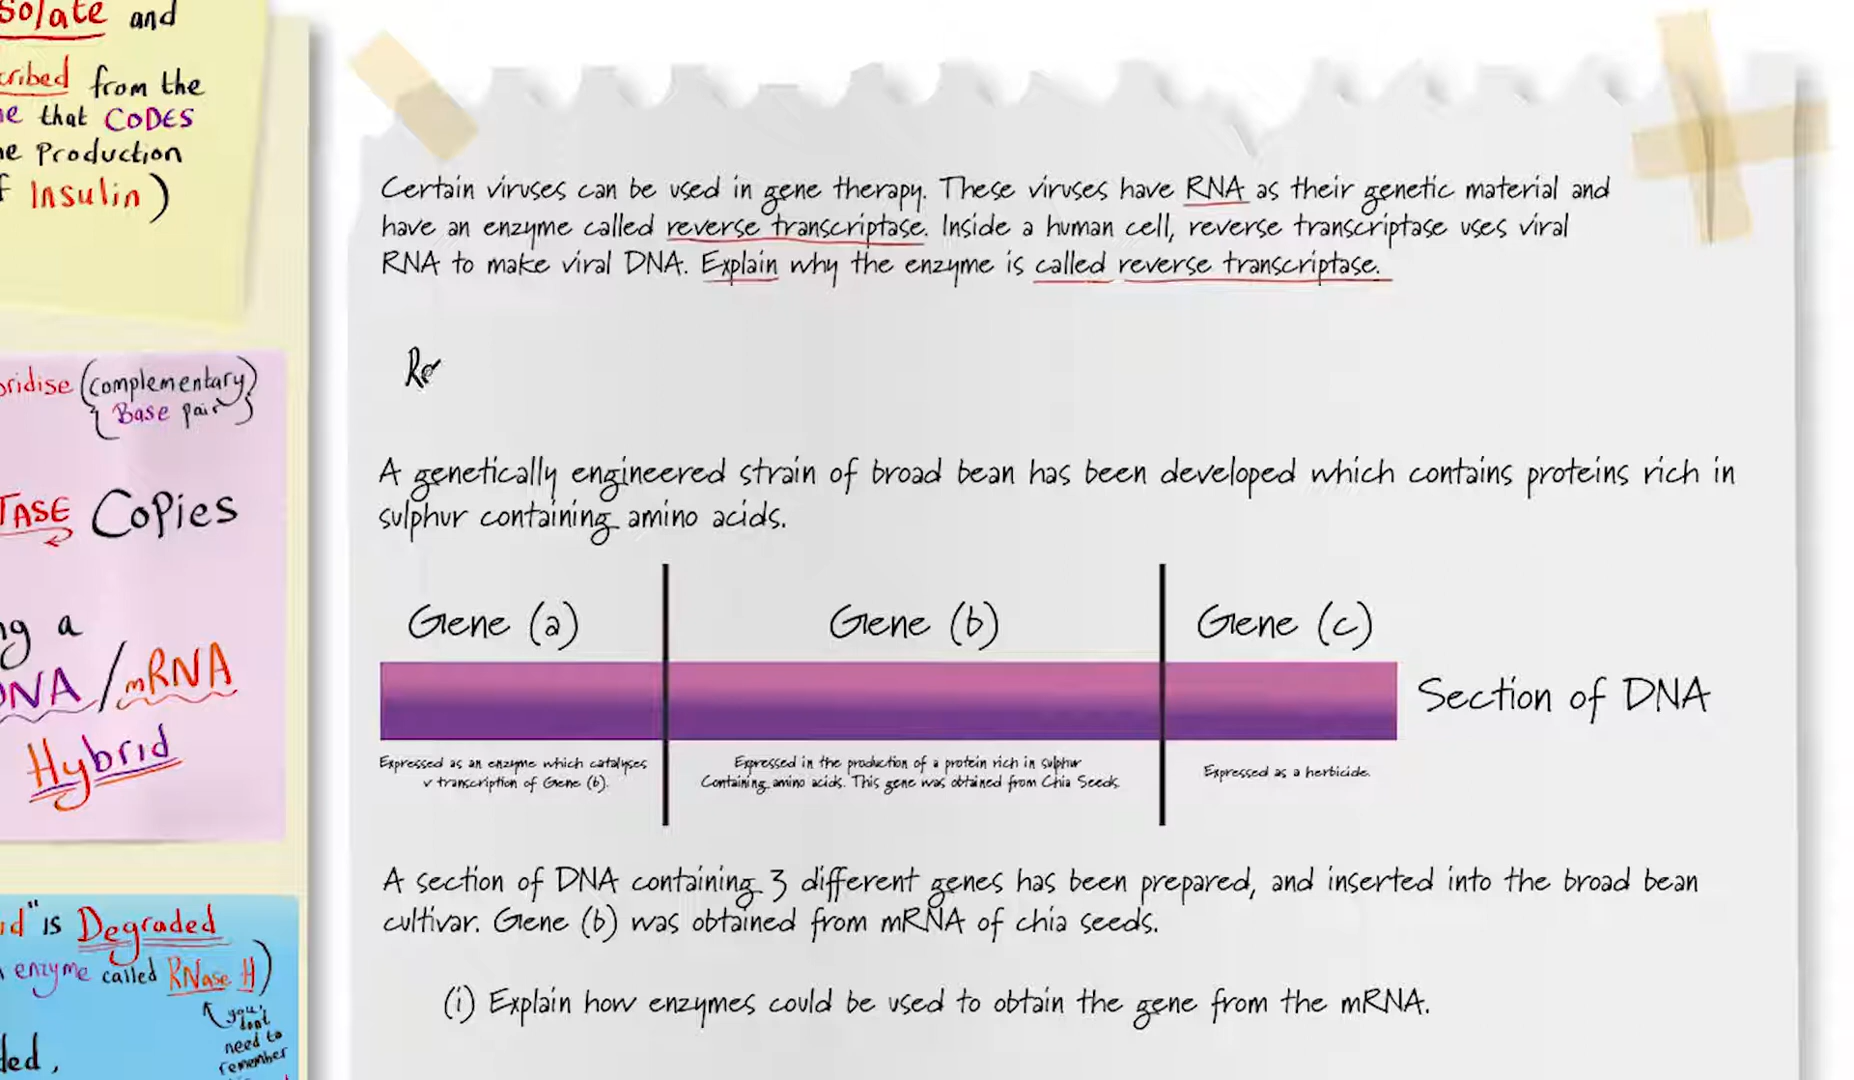 solate and
cribed from the
e that CODES
e Production
f Insulin)
bridise (complementary)
{Base pair}
TASE Copies
ng a
DNA/mRNA
Hybrid
id" is Degraded
enzyme called RNase H)
you
dont
need to
remember
ded,
Certain viruses can be used in gene therapy. These viruses have RNA as their genetic material and
have an enzyme called reverse transcriptase. Inside a human cell, reverse transcriptase uses viral
RNA to make viral DNA. Explain why the enzyme is called reverse transcriptase.
Re
A genetically engineered strain of broad bean has been developed which contains proteins rich in
sulphur containing amino acids.
Gene (a) Gene (b) Gene (c)
Section of DNA
Expressed as an enzyme which catalyses
v transcription of Gene (b).
Expressed in the production of a protein rich in sulphur
Containing amino acids. This gene was obtained from Chia Seeds.
Expressed as a herbicide.
A section of DNA containing 3 different genes has been prepared, and inserted into the broad bean
cultivar. Gene (b) was obtained from mRNA of chia seeds.
(i) Explain how enzymes could be used to obtain the gene from the mRNA.